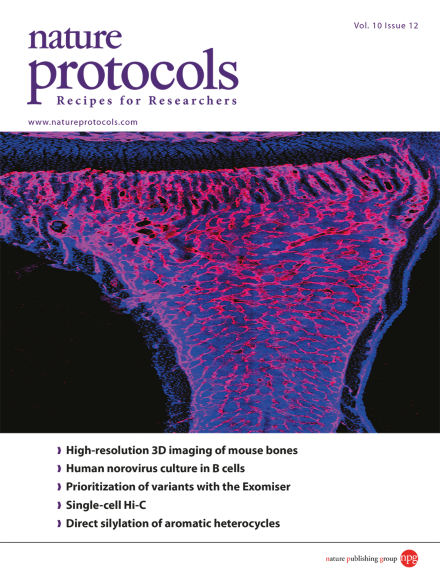 Vol. 10 Issue 12
nature
protocols
Recipes for Researchers
www.natureprotocols.com
❫ High-resolution 3D imaging of mouse bones
❫ Human norovirus culture in B cells
❫ Prioritization of variants with the Exomiser
❫ Single-cell Hi-C
❫ Direct silylation of aromatic heterocycles
nature publishing group npg